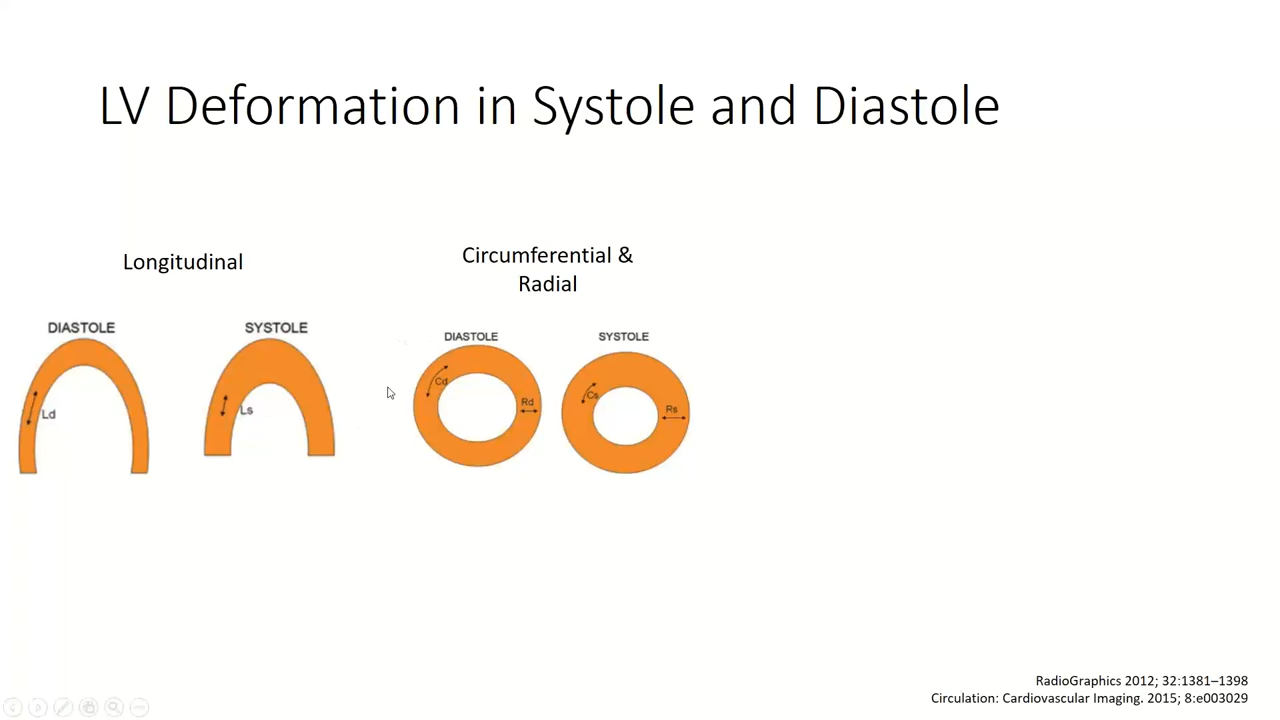 LV Deformation in Systole and Diastole
Longitudinal
Circumferential &
Radial
DIASTOLE
SYSTOLE
DIASTOLE
SYSTOLE
Ld
Ls
Cd
Rd
Cs
Rs
RadioGraphics 2012; 32:1381–1398
Circulation: Cardiovascular Imaging. 2015; 8:e003029